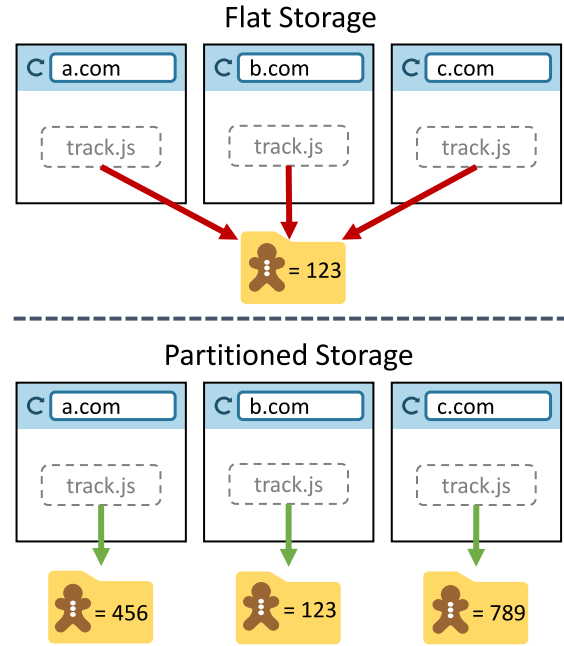 Flat Storage
a.com b.com c.com
track.js track.js track.js
= 123
Partitioned Storage
a.com b.com c.com
track.js track.js track.js
= 456 = 123 = 789